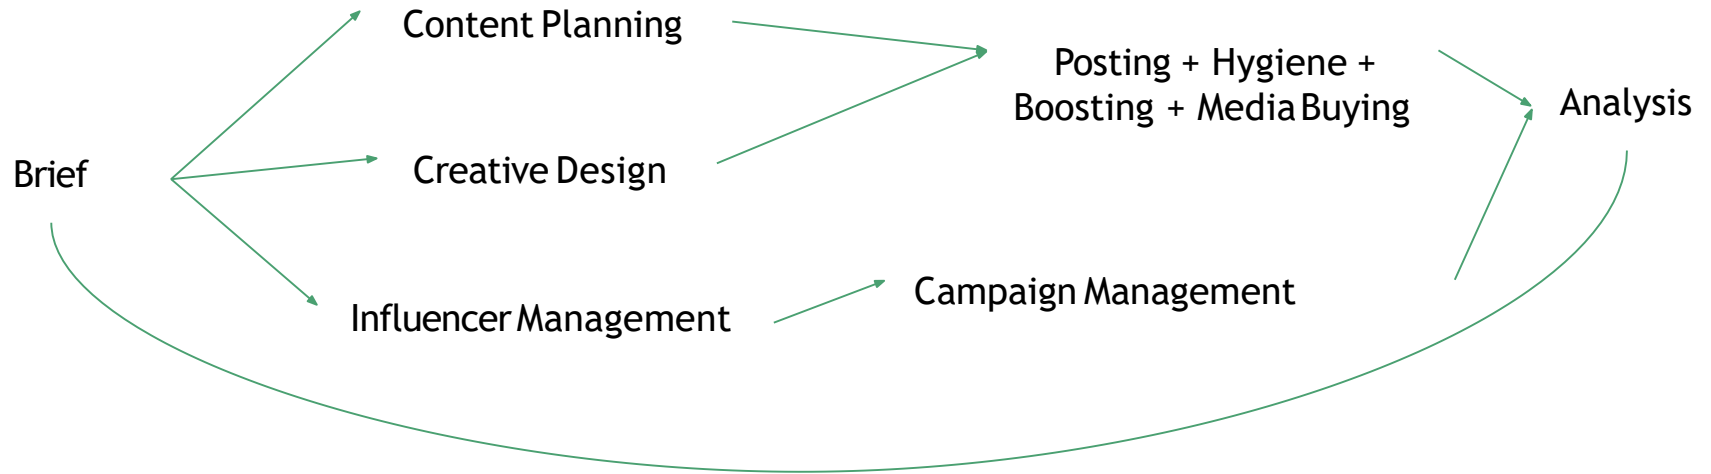 Content Planning
Posting + Hygiene +
Boosting + Media Buying
Analysis
Brief
Creative Design
Influencer Management
Campaign Management